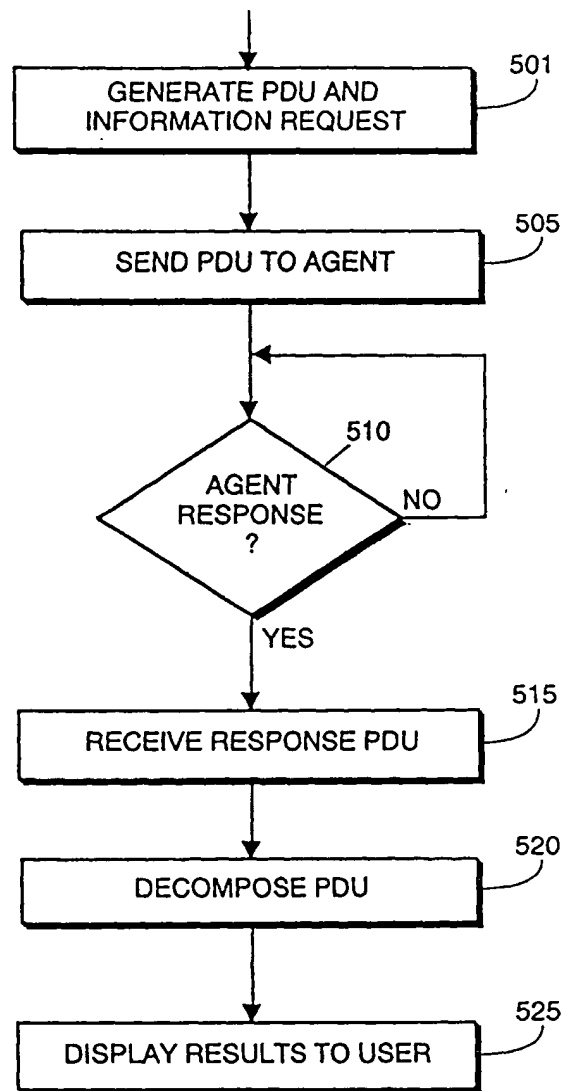 501
GENERATE PDU AND
INFORMATION REQUEST
505
SEND PDU TO AGENT
510
AGENT
RESPONSE
?
NO
YES
515
RECEIVE RESPONSE PDU
520
DECOMPOSE PDU
525
DISPLAY RESULTS TO USER